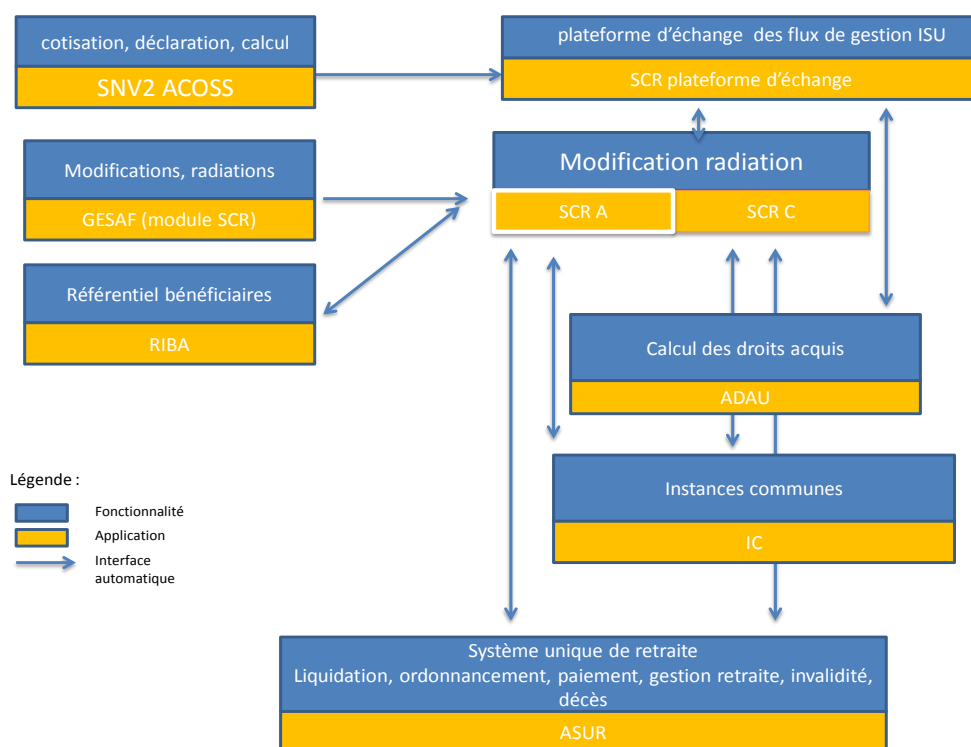 cotisation, déclaration, calcul
SNV2 ACOSS
plateforme d’échange des flux de gestion ISU
SCR plateforme d’échange
Modifications, radiations
GESAF (module SCR)
Modification radiation
SCR A
SCR C
Référentiel bénéficiaires
RIBA
Calcul des droits acquis
ADAU
Légende :
Fonctionnalité
Application
Interface
automatique
Instances communes
IC
Système unique de retraite
Liquidation, ordonnancement, paiement, gestion retraite, invalidité,
décès
ASUR